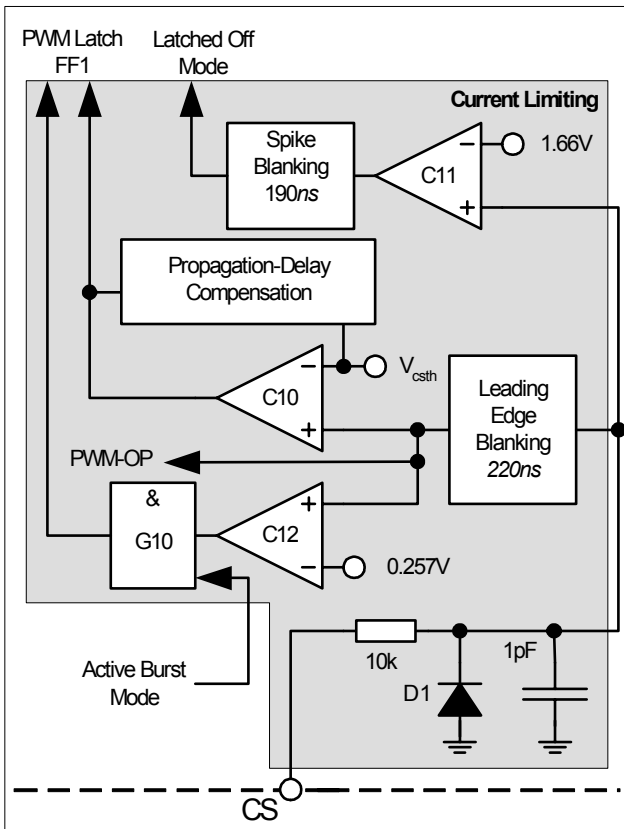 PWM Latch
FF1
Latched Off
Mode
Current Limiting
Spike
Blanking
190ns
C11
1.66V
Propagation-Delay
Compensation
C10
Vcsth
Leading
Edge
Blanking
220ns
PWM-OP
&
G10
C12
0.257V
10k
1pF
Active Burst
Mode
D1
CS